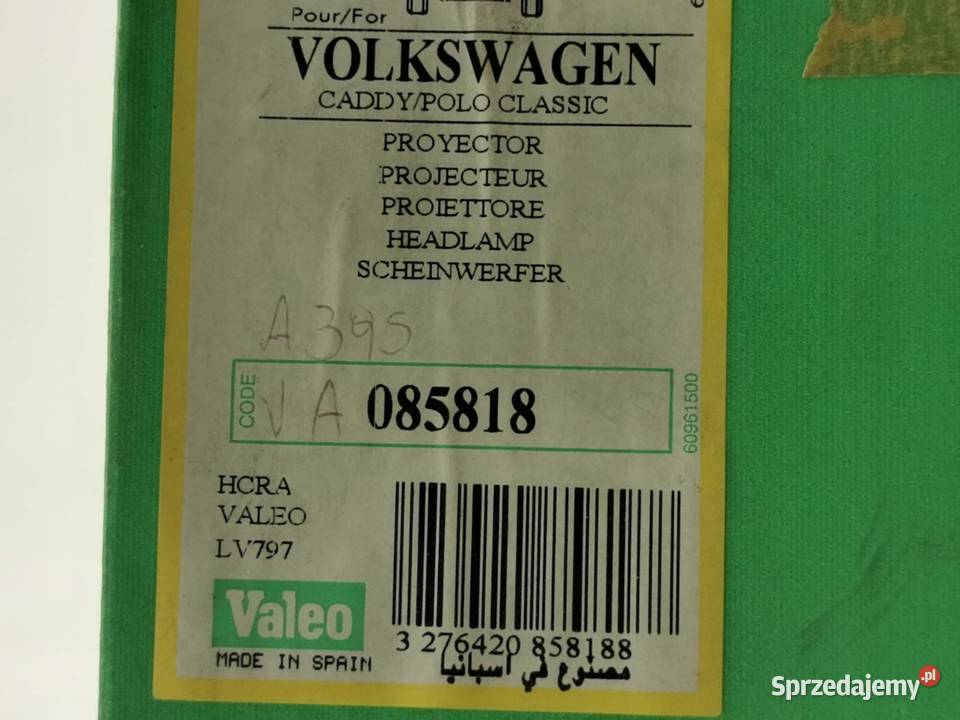 Pour/For
VOLKSWAGEN
CADDY/POLO CLASSIC
PROYECTOR
PROJECTEUR
PROIETTORE
HEADLAMP
SCHEINWERFER
A395
CODE
VA 085818
60961500
HCRA
VALEO
LV797
Valeo
MADE IN SPAIN
3 276420 858188
مصنوع في اسبانيا
Sprzedajemy.pl